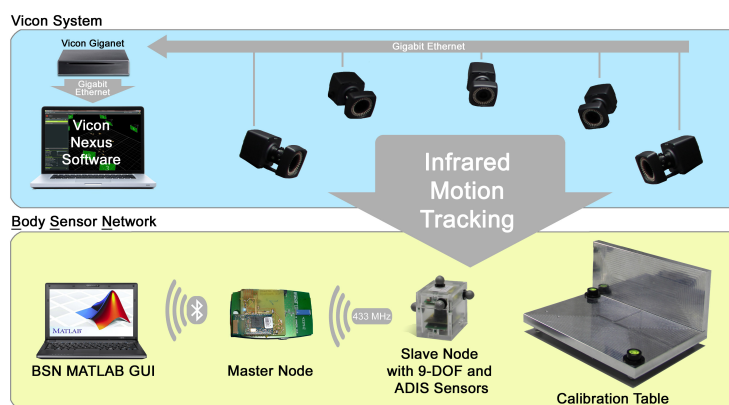 Vicon System
Vicon Giganet
Gigabit Ethernet
Gigabit
Ethernet
Vicon
Nexus
Software
Infrared
Motion
Tracking
Body Sensor Network
MATLAB
433 MHz
BSN MATLAB GUI
Master Node
Slave Node
with 9-DOF and
ADIS Sensors
Calibration Table